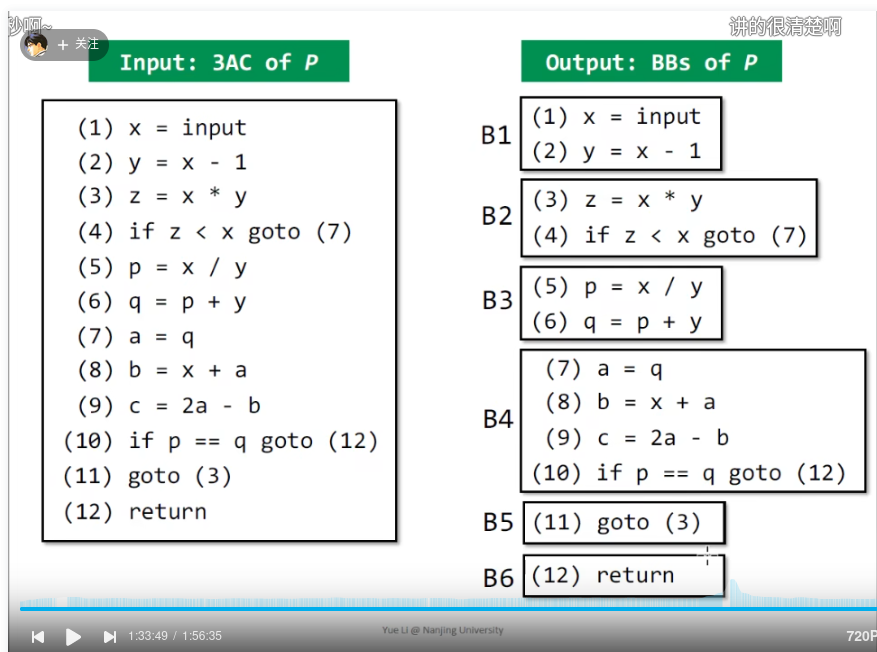 秒啊~
讲的很清楚啊
+ 关注
Input: 3AC of P
(1) x = input
(2) y = x - 1
(3) z = x * y
(4) if z < x goto (7)
(5) p = x / y
(6) q = p + y
(7) a = q
(8) b = x + a
(9) c = 2a - b
(10) if p == q goto (12)
(11) goto (3)
(12) return
Output: BBs of P
B1
(1) x = input
(2) y = x - 1
B2
(3) z = x * y
(4) if z < x goto (7)
B3
(5) p = x / y
(6) q = p + y
B4
(7) a = q
(8) b = x + a
(9) c = 2a - b
(10) if p == q goto (12)
B5
(11) goto (3)
B6
(12) return
Yue Li @ Nanjing University
1:33:49 / 1:56:35
720P